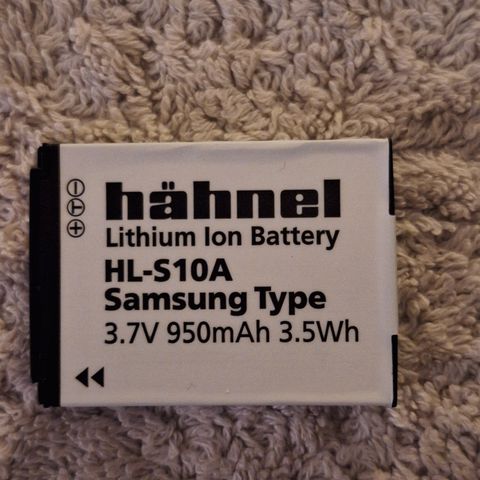 hähnel
Lithium Ion Battery
HL-S10A
Samsung Type
3.7V 950mAh 3.5Wh
− T +